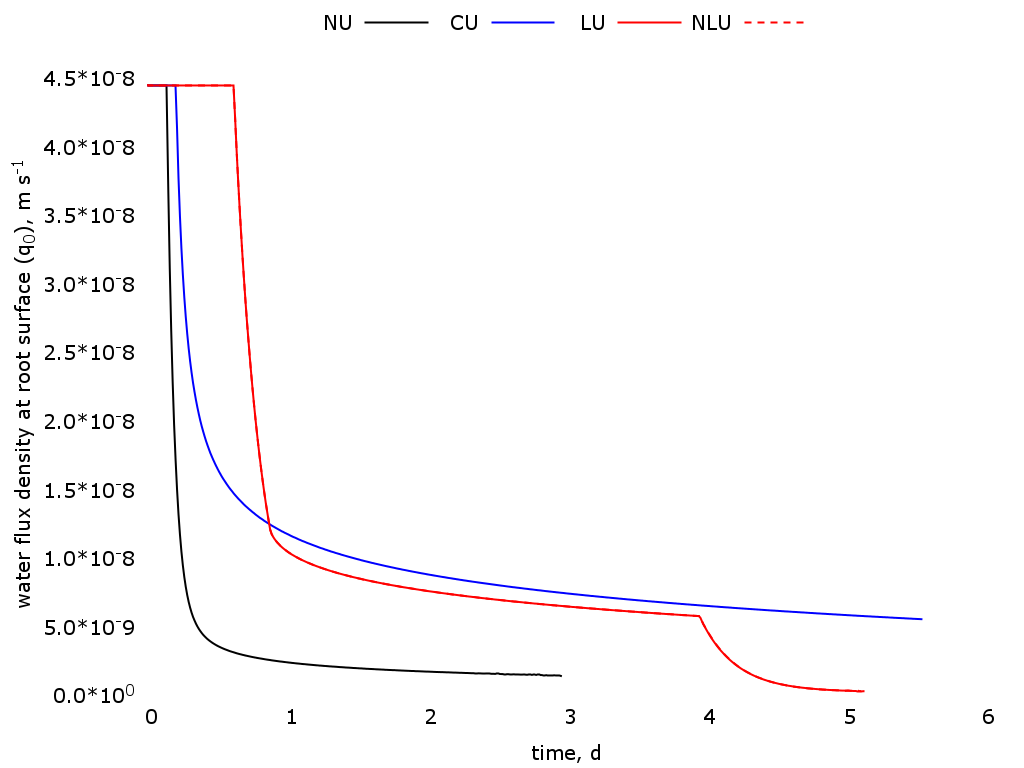 NU CU LU NLU
4.5*10⁻8
4.0*10⁻8
3.5*10⁻8
3.0*10⁻8
2.5*10⁻8
2.0*10⁻8
1.5*10⁻8
1.0*10⁻8
5.0*10⁻9
0.0*10⁰
water flux density at root surface (q₀), m s⁻¹
0 1 2 3 4 5 6
time, d